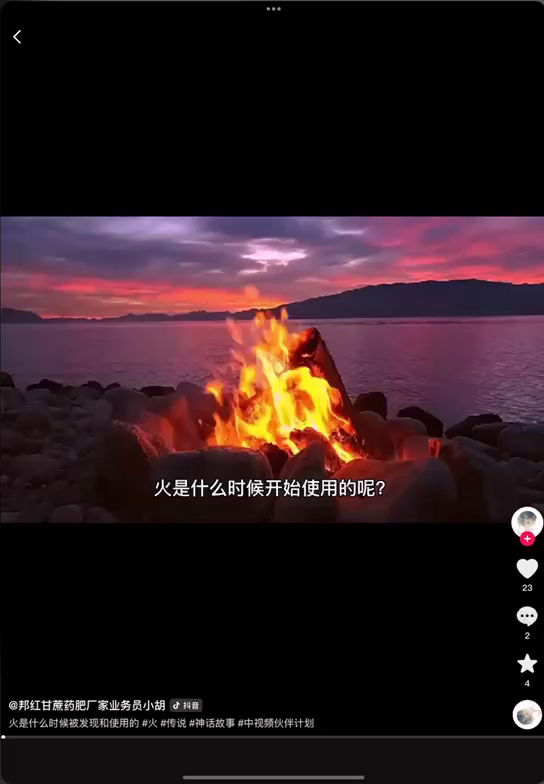 火是什么时候开始使用的呢?
23
2
4
@邦红甘蔗药肥厂家业务员小胡 抖音
火是什么时候被发现和使用的 #火 #传说 #神话故事 #中视频伙伴计划